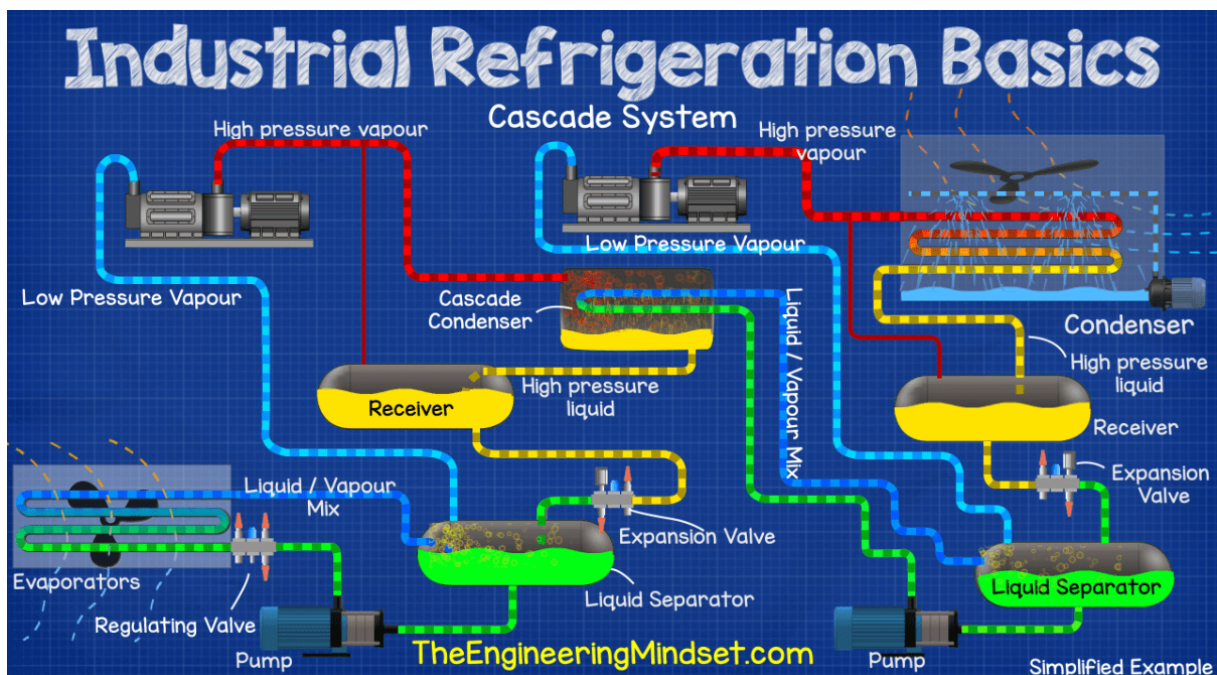 Industrial Refrigeration Basics
Cascade System
High pressure vapour
High pressure
vapour
Low Pressure Vapour
Low Pressure Vapour
Cascade
Condenser
Liquid / Vapour Mix
Condenser
High pressure
liquid
High pressure
liquid
Receiver
Receiver
Expansion
Valve
Liquid / Vapour
Mix
Expansion Valve
Evaporators
Liquid Separator
Liquid Separator
Regulating Valve
Pump
TheEngineeringMindset.com
Pump
Simplified Example